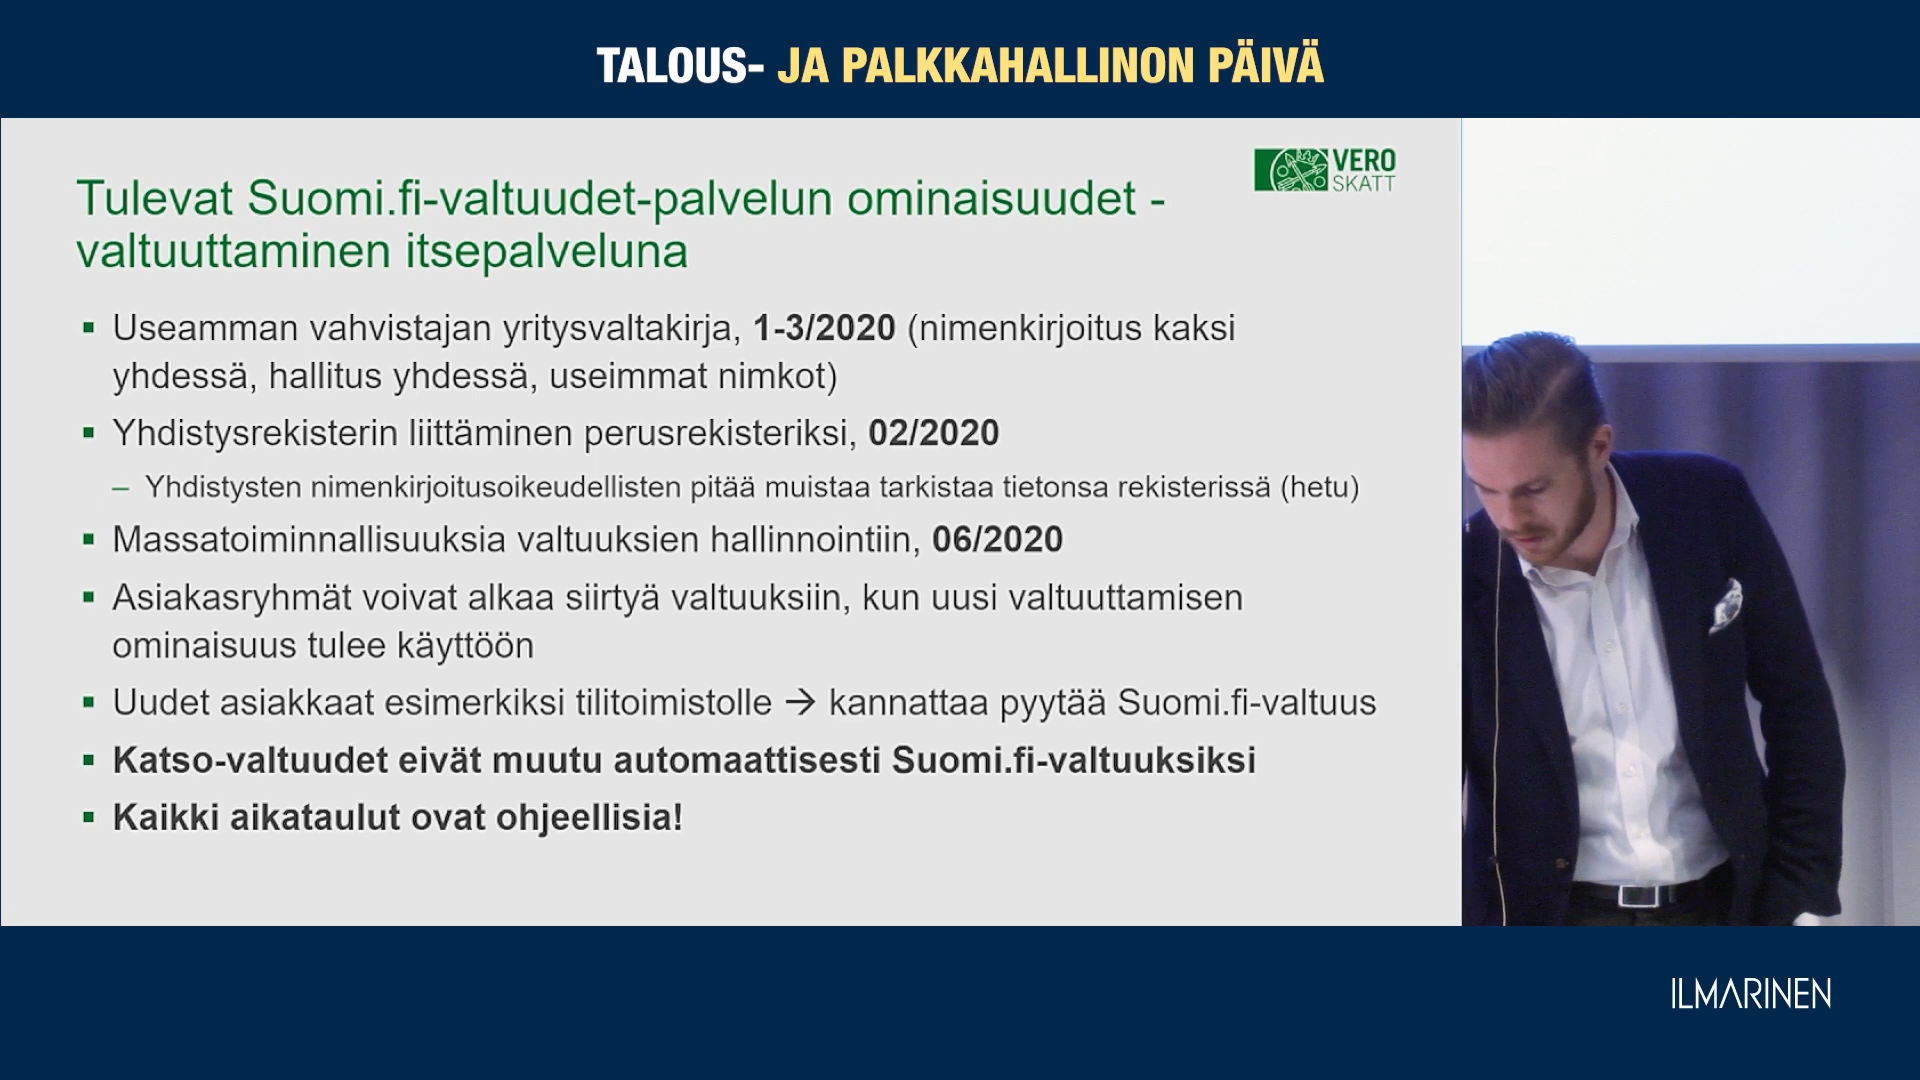 TALOUS- JA PALKKAHALLINON PÄIVÄ
VERO
SKATT
Tulevat Suomi.fi-valtuudet-palvelun ominaisuudet -
valtuuttaminen itsepalveluna
▪ Useamman vahvistajan yritysvaltakirja, 1-3/2020 (nimenkirjoitus kaksi
yhdessä, hallitus yhdessä, useimmat nimkot)
▪ Yhdistysrekisterin liittäminen perusrekisteriksi, 02/2020
– Yhdistysten nimenkirjoitusoikeudellisten pitää muistaa tarkistaa tietonsa rekisterissä (hetu)
▪ Massatoiminnallisuuksia valtuuksien hallinnointiin, 06/2020
▪ Asiakasryhmät voivat alkaa siirtyä valtuuksiin, kun uusi valtuuttamisen
ominaisuus tulee käyttöön
▪ Uudet asiakkaat esimerkiksi tilitoimistolle → kannattaa pyytää Suomi.fi-valtuus
▪ Katso-valtuudet eivät muutu automaattisesti Suomi.fi-valtuuksiksi
▪ Kaikki aikataulut ovat ohjeellisia!
ILMARINEN